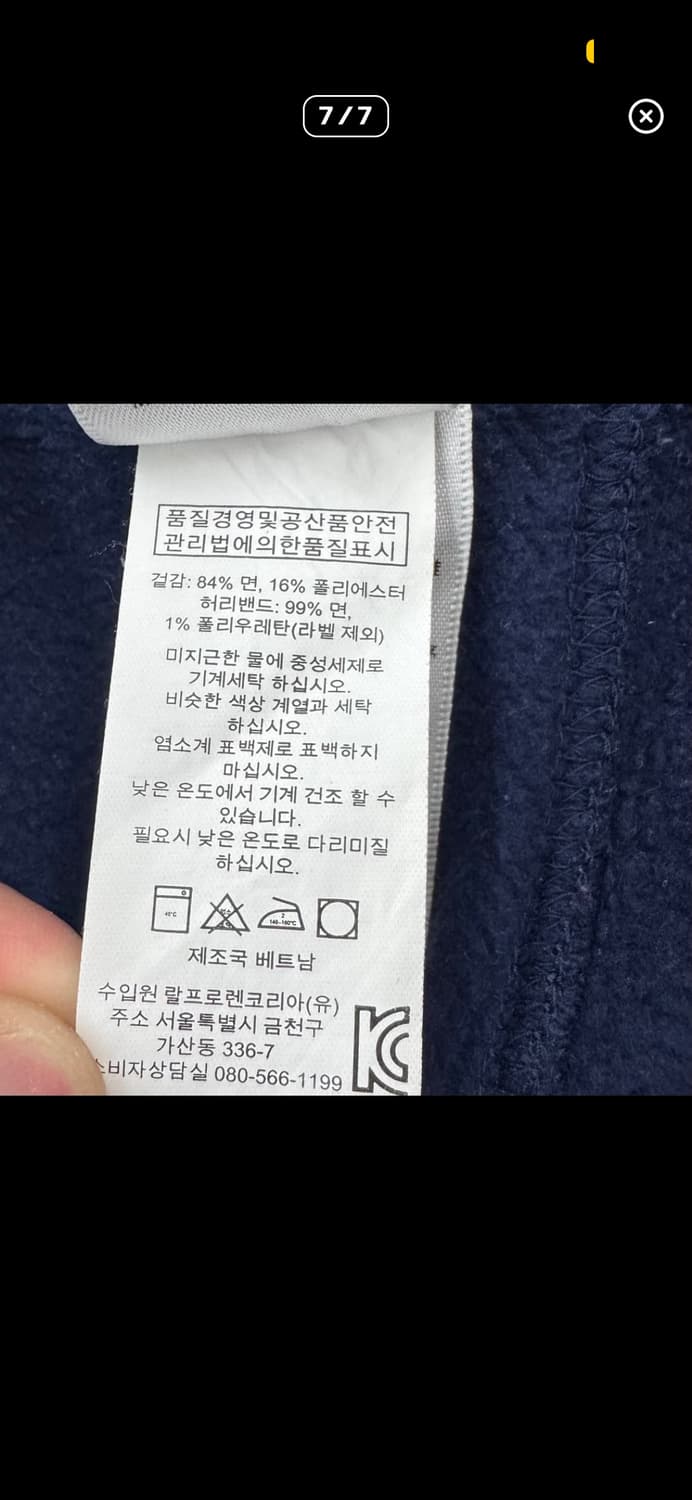 7/7
품질경영및공산품안전
관리법에의한품질표시
겉감: 84% 면, 16% 폴리에스터
허리밴드: 99% 면,
1% 폴리우레탄(라벨 제외)
미지근한 물에 중성세제로
기계세탁 하십시오.
비슷한 색상 계열과 세탁
하십시오.
염소계 표백제로 표백하지
마십시오.
낮은 온도에서 기계 건조 할 수
있습니다.
필요시 낮은 온도로 다리미질
하십시오.
제조국 베트남
수입원 랄프로렌코리아(유)
주소 서울특별시 금천구
가산동 336-7
080-566-1199